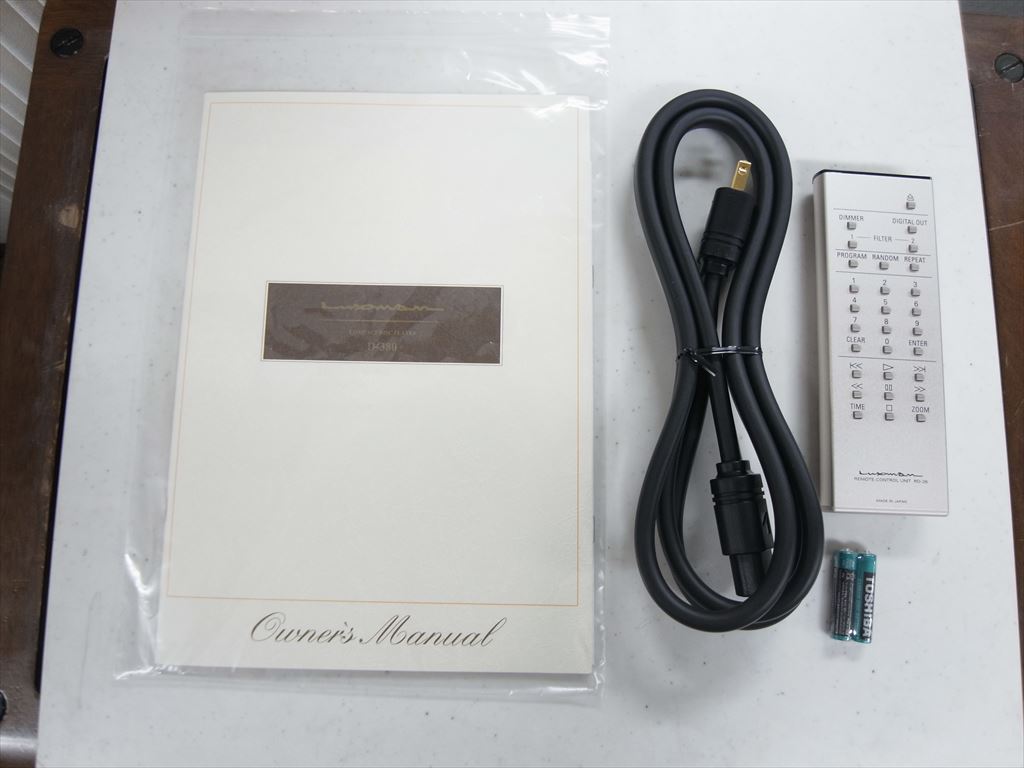 Luxman
COMPACT DISC PLAYER
D-380
Owner's Manual
DIMMER
DIGITAL OUT
1 FILTER 2
PROGRAM RANDOM REPEAT
1 2 3
4 5 6
7 8 9
CLEAR 0 ENTER
TIME ZOOM
Luxman
REMOTE CONTROL UNIT RD-26
MADE IN JAPAN
TOSHIBA